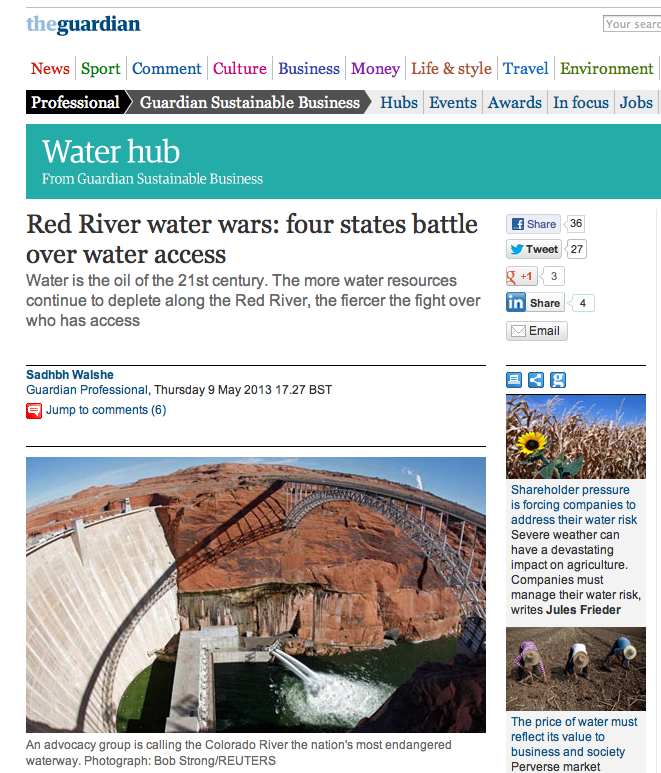 theguardian
Your searc
News Sport Comment Culture Business Money Life & style Travel Environment
Professional Guardian Sustainable Business Hubs Events Awards In focus Jobs
Water hub
From Guardian Sustainable Business
Red River water wars: four states battle
over water access
Water is the oil of the 21st century. The more water resources
continue to deplete along the Red River, the fiercer the fight over
who has access
Share 36
Tweet 27
g +1 3
in Share 4
Email
Sadhbh Walshe
Guardian Professional, Thursday 9 May 2013 17.27 BST
Jump to comments (6)
An advocacy group is calling the Colorado River the nation's most endangered
waterway. Photograph: Bob Strong/REUTERS
g
Shareholder pressure
is forcing companies to
address their water risk
Severe weather can
have a devastating
impact on agriculture.
Companies must
manage their water risk,
writes Jules Frieder
The price of water must
reflect its value to
business and society
Perverse market